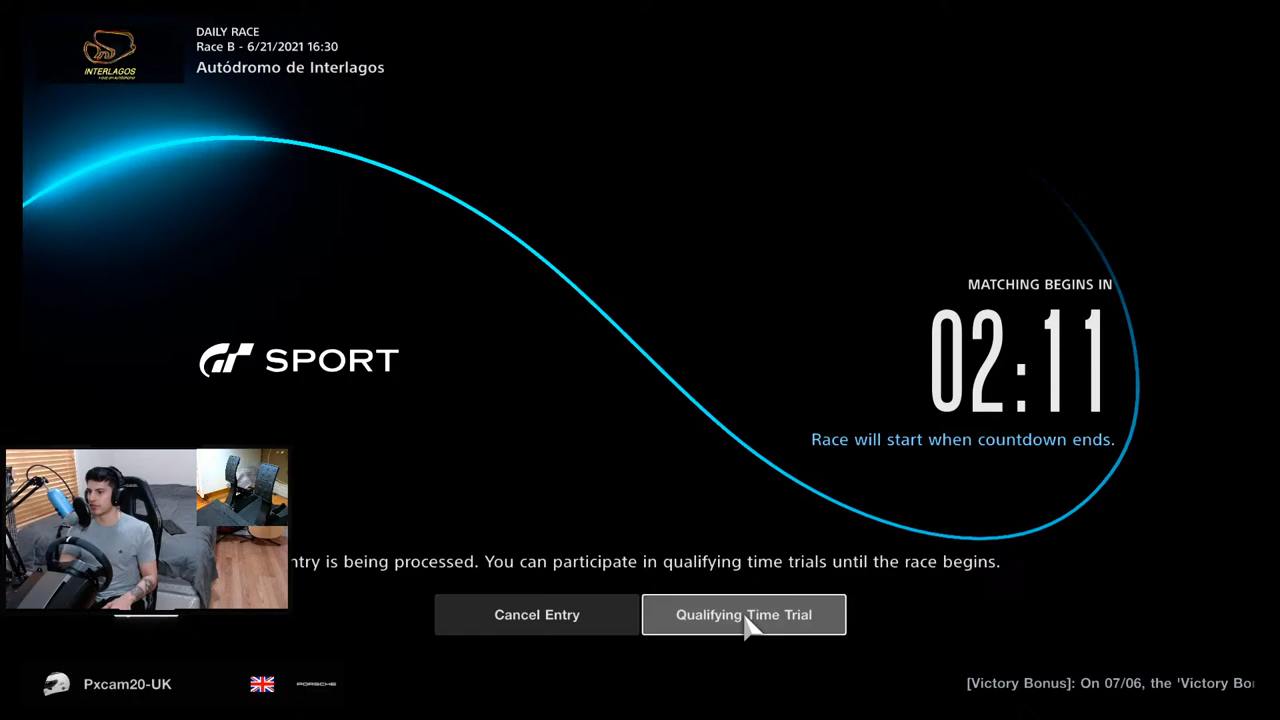 DAILY RACE
Race B - 6/21/2021 16:30
Autódromo de Interlagos
INTERLAGOS
MATCHING BEGINS IN
02:11
SPORT
Race will start when countdown ends.
ntry is being processed. You can participate in qualifying time trials until the race begins.
Cancel Entry
Qualifying Time Trial
Pxcam20-UK
PORSCHE
[Victory Bonus]: On 07/06, the 'Victory Bo